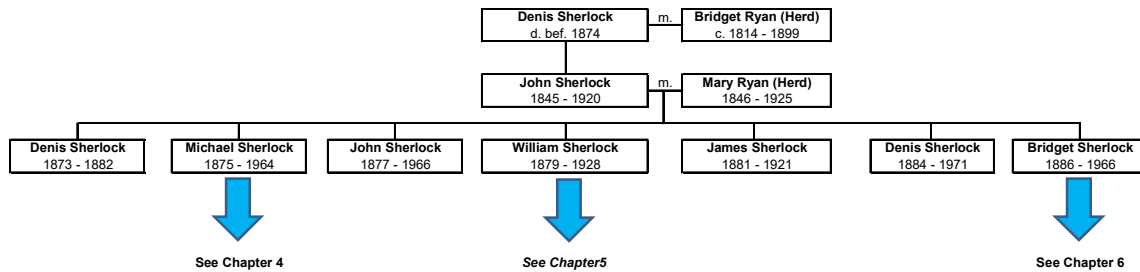 Denis Sherlock
d. bef. 1874
m.
Bridget Ryan (Herd)
c. 1814 - 1899
John Sherlock
1845 - 1920
m.
Mary Ryan (Herd)
1846 - 1925
Denis Sherlock
1873 - 1882
Michael Sherlock
1875 - 1964
John Sherlock
1877 - 1966
William Sherlock
1879 - 1928
James Sherlock
1881 - 1921
Denis Sherlock
1884 - 1971
Bridget Sherlock
1886 - 1966
See Chapter 4
See Chapter5
See Chapter 6